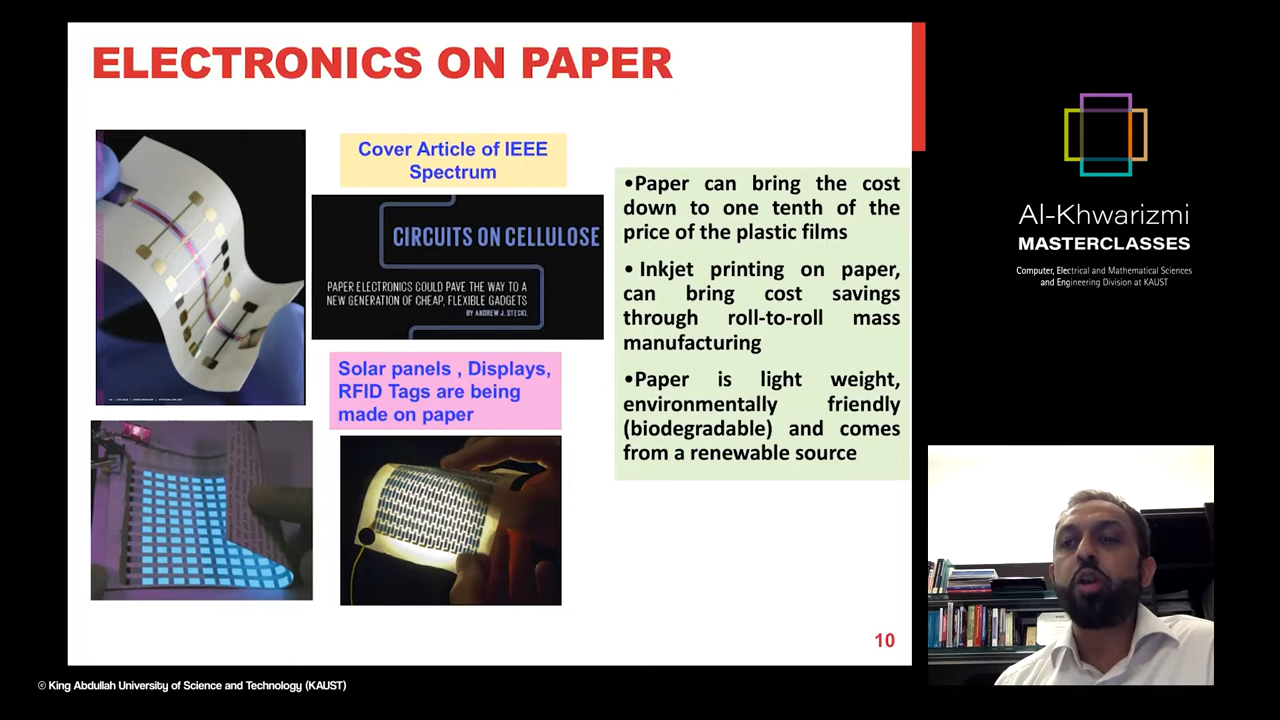 ELECTRONICS ON PAPER
Cover Article of IEEE
Spectrum
CIRCUITS ON CELLULOSE
PAPER ELECTRONICS COULD PAVE THE WAY TO A
NEW GENERATION OF CHEAP, FLEXIBLE GADGETS
BY ANDREW J. STECKL
Solar panels , Displays,
RFID Tags are being
made on paper
•Paper can bring the cost
down to one tenth of the
price of the plastic films
• Inkjet printing on paper,
can bring cost savings
through roll-to-roll mass
manufacturing
•Paper is light weight,
environmentally friendly
(biodegradable) and comes
from a renewable source
10
Al-Khwarizmi
MASTERCLASSES
Computer, Electrical and Mathematical Sciences
and Engineering Division at KAUST
© King Abdullah University of Science and Technology (KAUST)